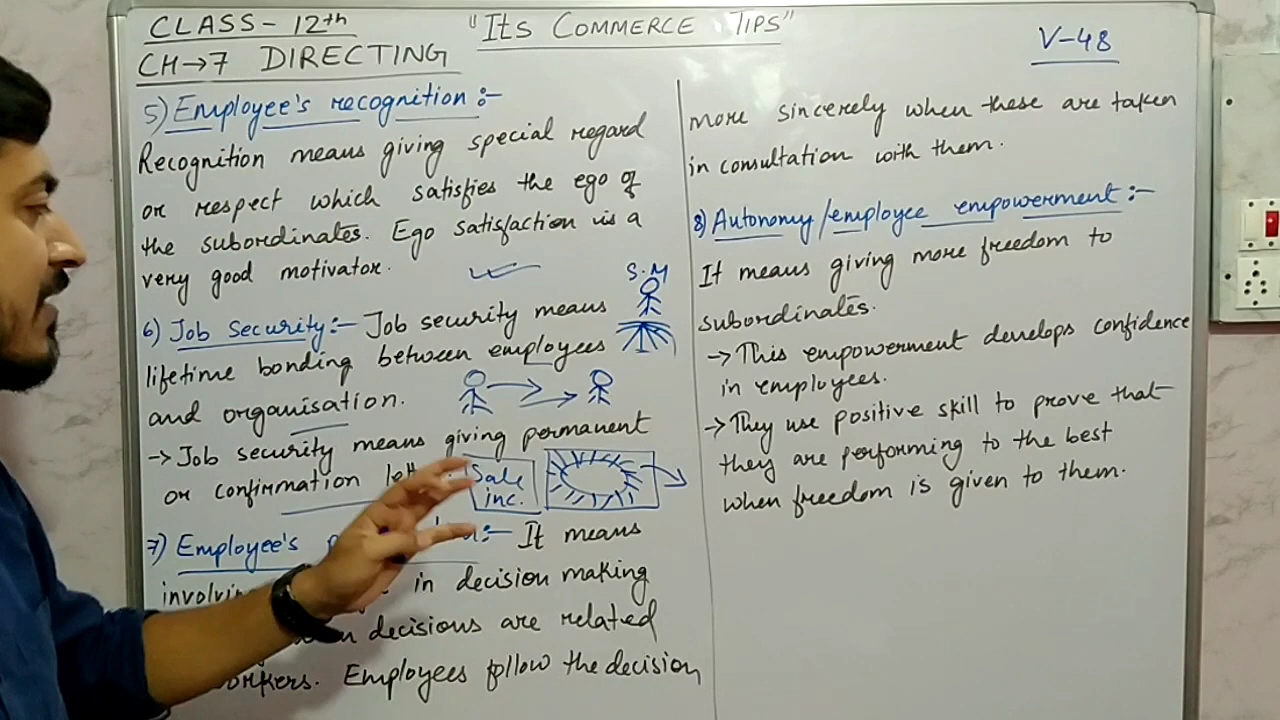 CLASS- 12th
"Its COMMERCE TIPS"
V-48
CH→7 DIRECTING
5) Employee's recognition :-
Recognition means giving special regard
or respect which satisfies the ego of
the subordinates. Ego satisfaction is a
very good motivator.
S.M
6) Job Security:- Job security means
lifetime bonding between employees
and organisation.
→ Job security means giving permanent
or confirmation
Sale
inc.
7) Employee's :- It means
in decision making
decisions are related
Employees follow the decision
more sincerely when these are taken
in consultation with them.
8) Autonomy/employee empowerment:-
It means giving more freedom to
subordinates.
→ This empowerment develops confidence
in employees.
→ They use positive skill to prove that
they are performing to the best
when freedom is given to them.